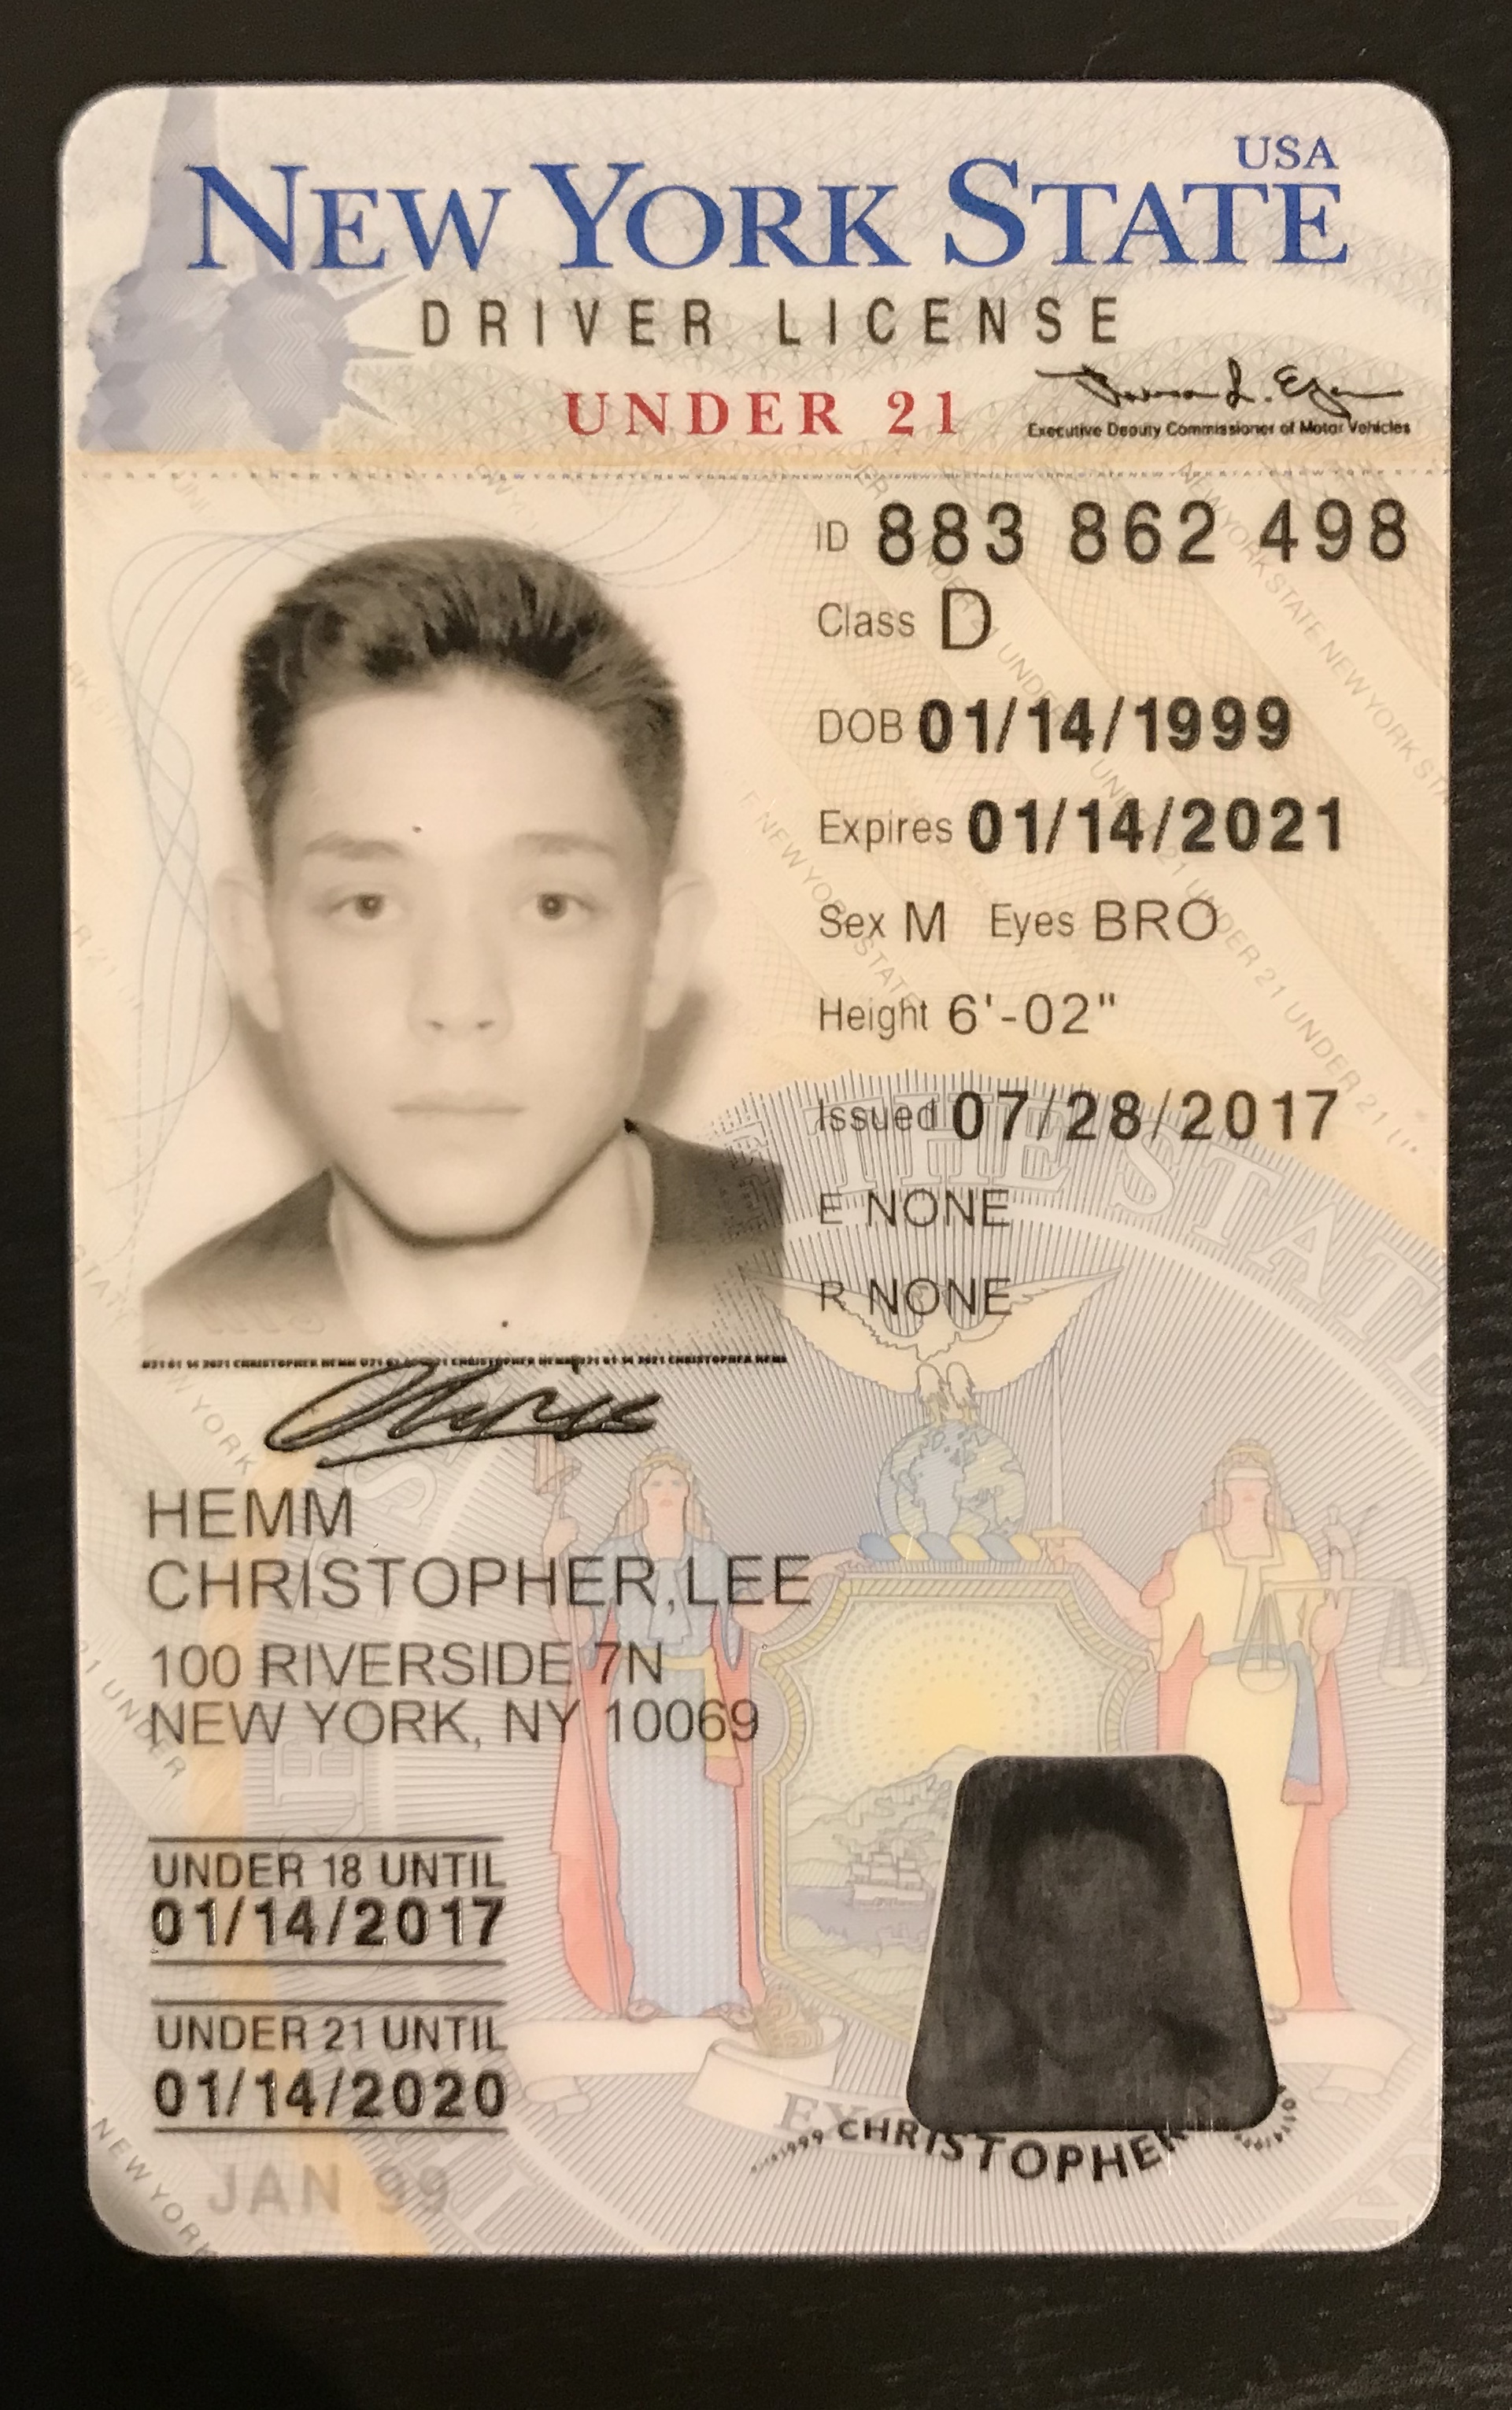 USA
NEW YORK STATE
DRIVER LICENSE
UNDER 21
Executive Deputy Commissioner of Motor Vehicles
ID 883 862 498
Class D
DOB 01/14/1999
Expires 01/14/2021
Sex M Eyes BRO
Height 6'-02"
Issued 07/28/2017
E NONE
R NONE
HEMM
CHRISTOPHER,LEE
100 RIVERSIDE 7N
NEW YORK, NY 10069
UNDER 18 UNTIL
01/14/2017
UNDER 21 UNTIL
01/14/2020
JAN 99
CHRISTOPHER